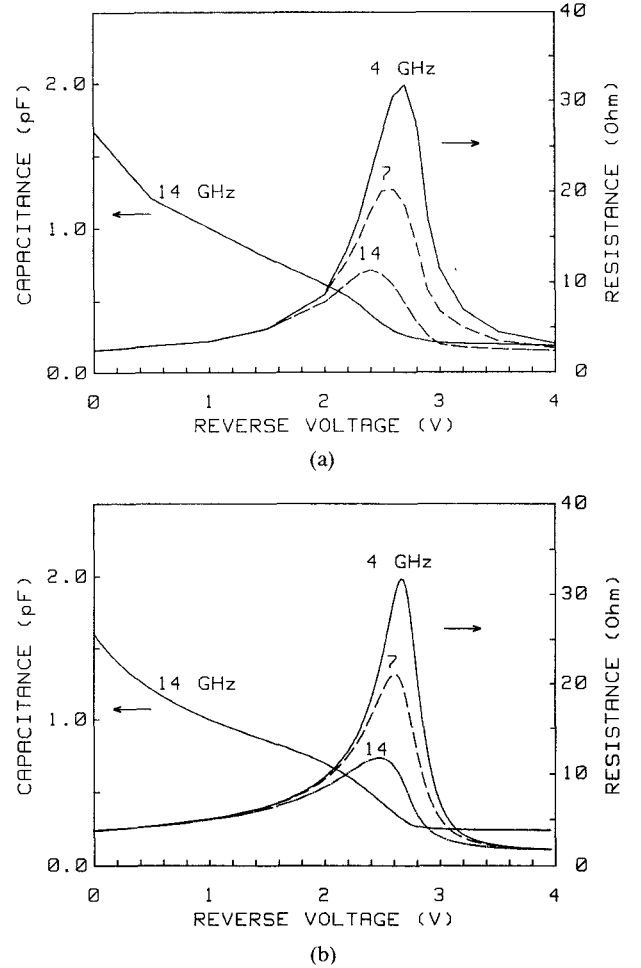 40
4 GHz
2.0
30
CAPACITANCE (pF)
RESISTANCE (Ohm)
7
14 GHz
20
1.0
14
10
0.0
0
0 1 2 3 4
REVERSE VOLTAGE (V)
(a)
40
4 GHz
2.0
30
CAPACITANCE (pF)
RESISTANCE (Ohm)
7
14 GHz
20
1.0
14
10
0.0
0
0 1 2 3 4
REVERSE VOLTAGE (V)
(b)